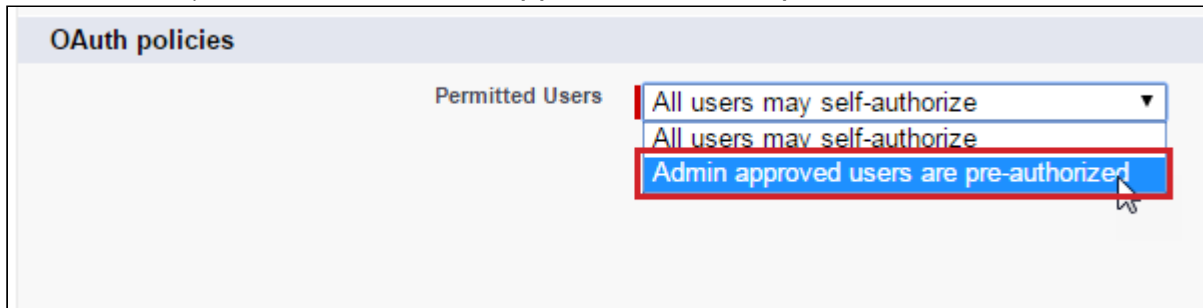 OAuth policies
Permitted Users
All users may self-authorize
All users may self-authorize
Admin approved users are pre-authorized